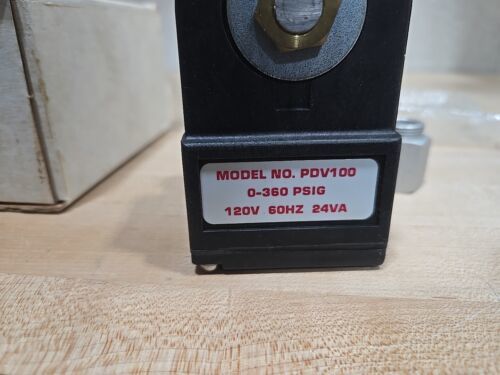 MODEL NO. PDV100
0-360 PSIG
120V 60HZ 24VA